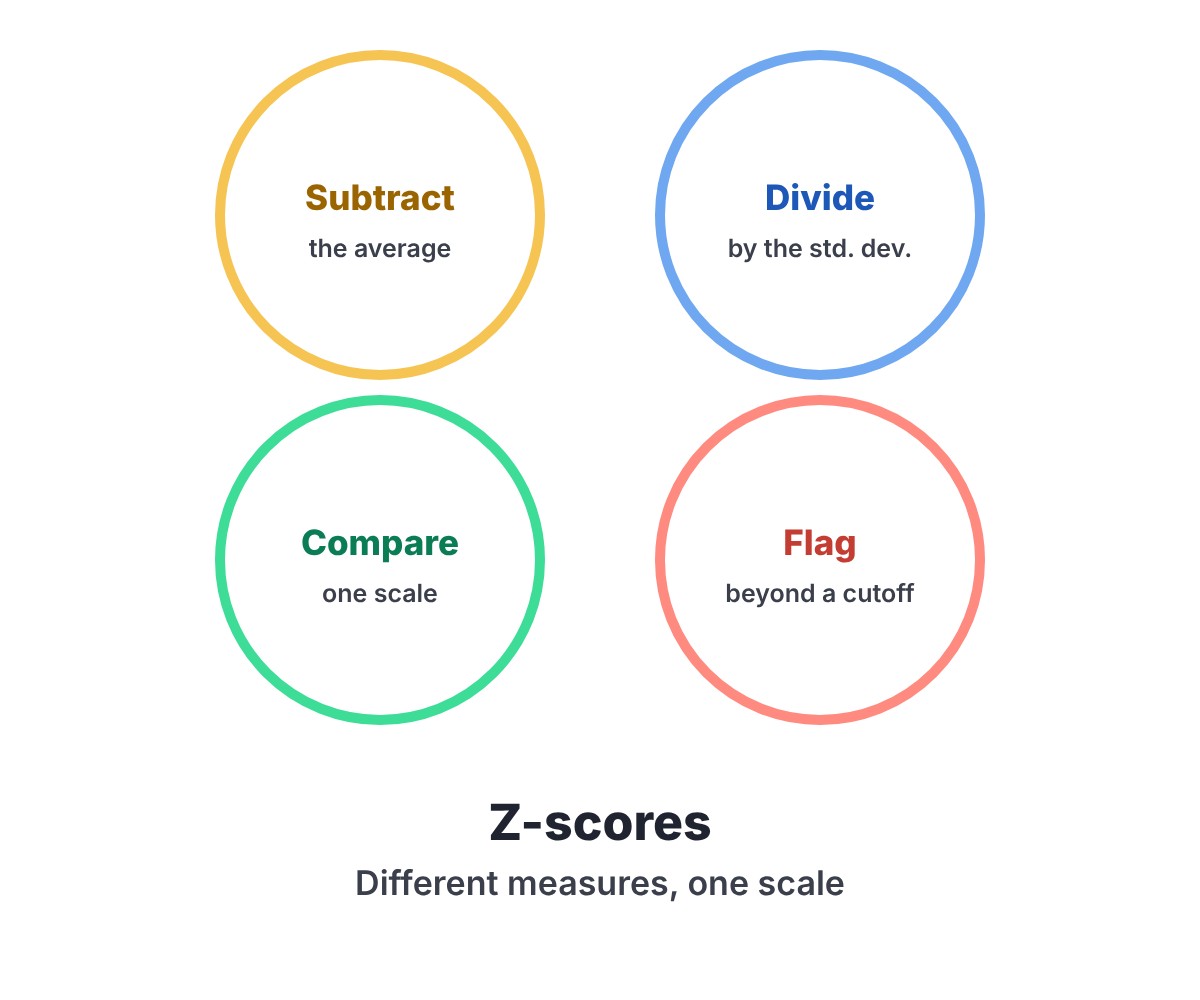 Subtract
the average
Divide
by the std. dev.
Compare
one scale
Flag
beyond a cutoff
Z-scores
Different measures, one scale